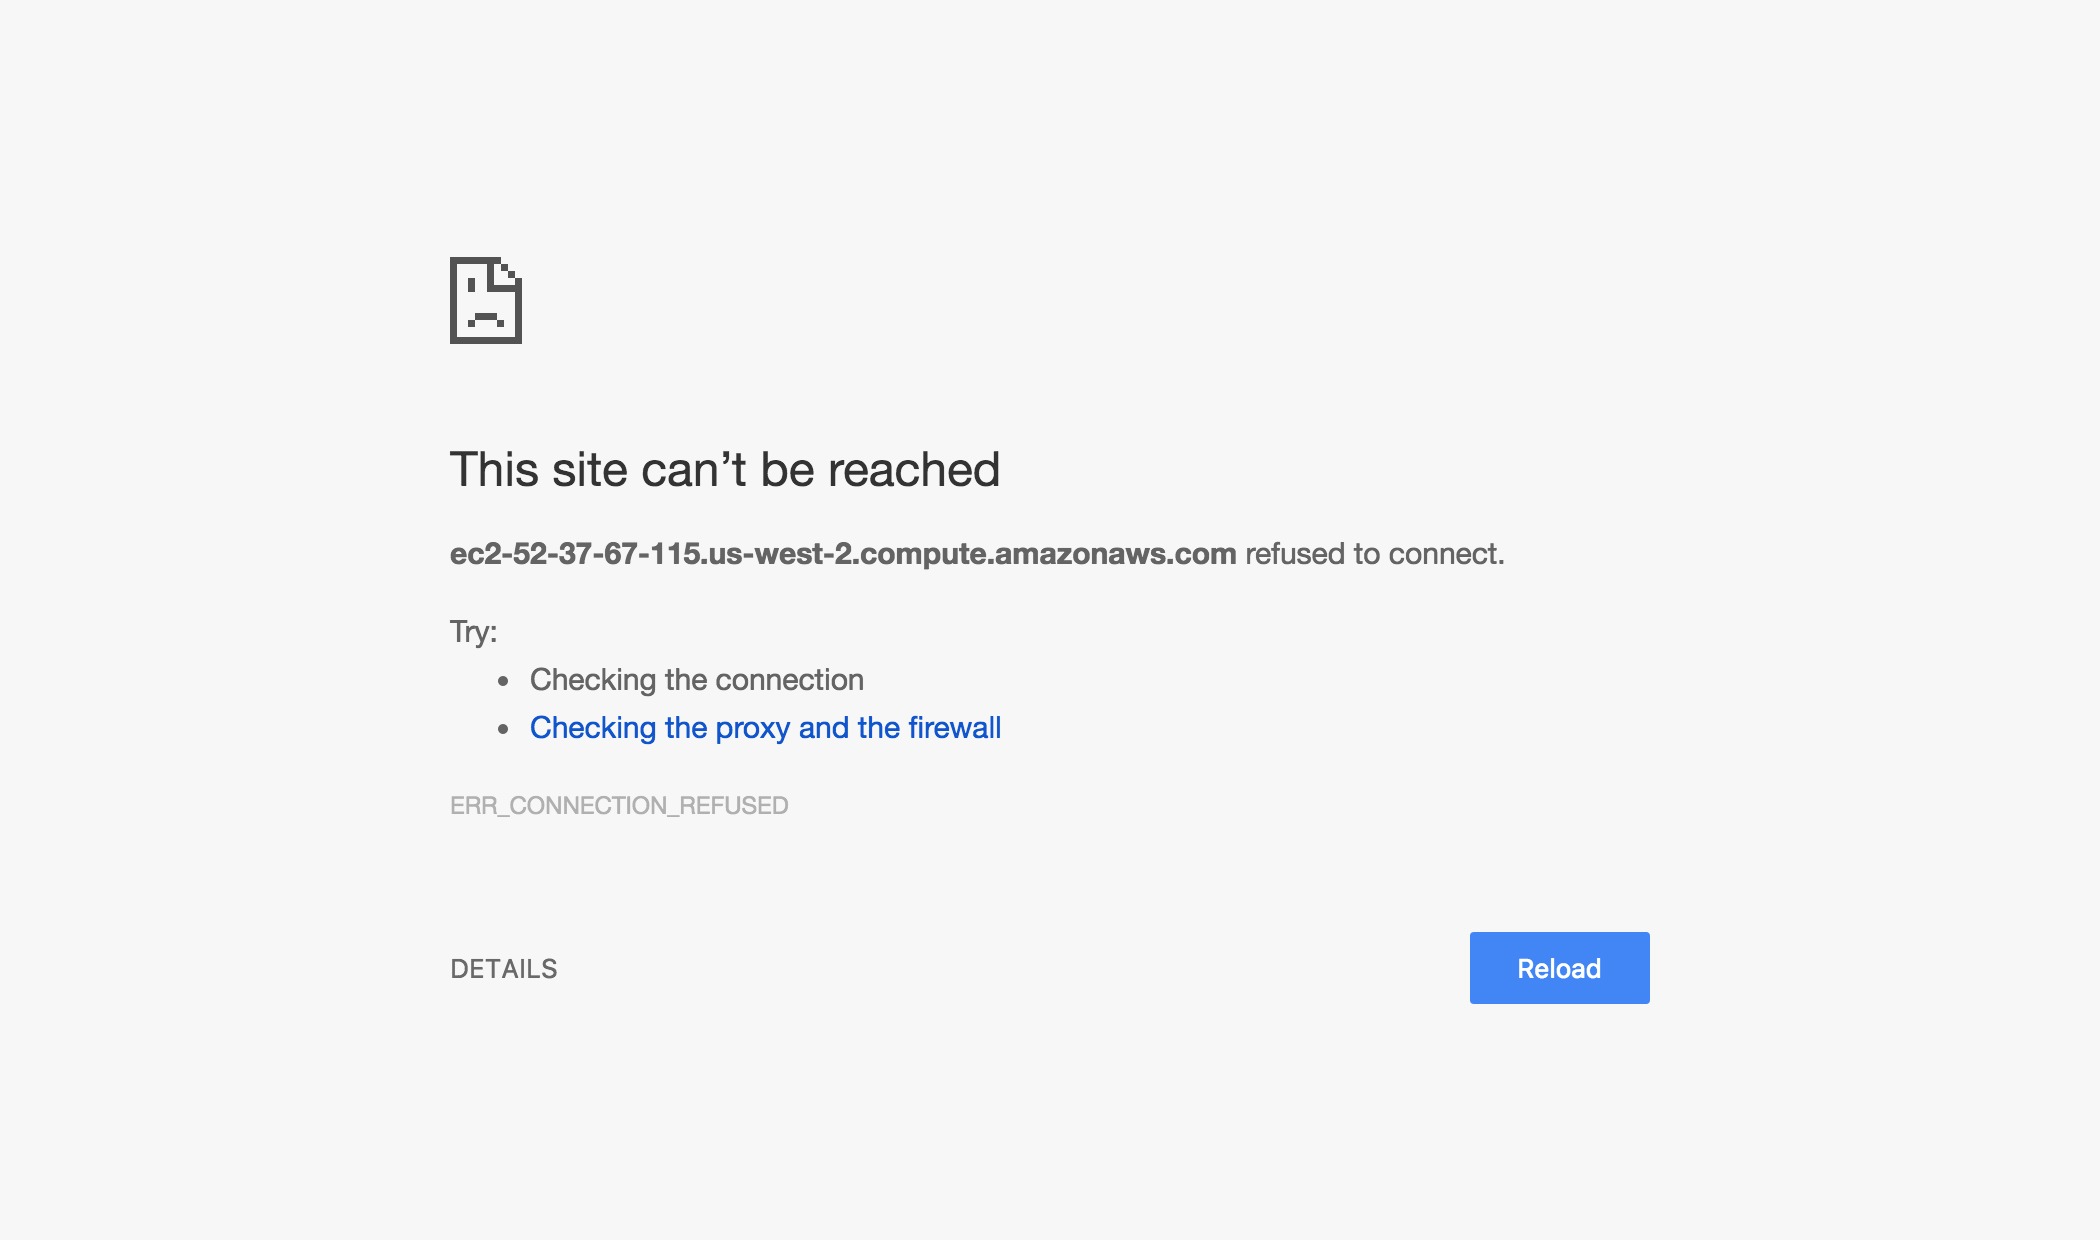 This site can’t be reached
ec2-52-37-67-115.us-west-2.compute.amazonaws.com refused to connect.
Try:
• Checking the connection
• Checking the proxy and the firewall
ERR_CONNECTION_REFUSED
DETAILS
Reload